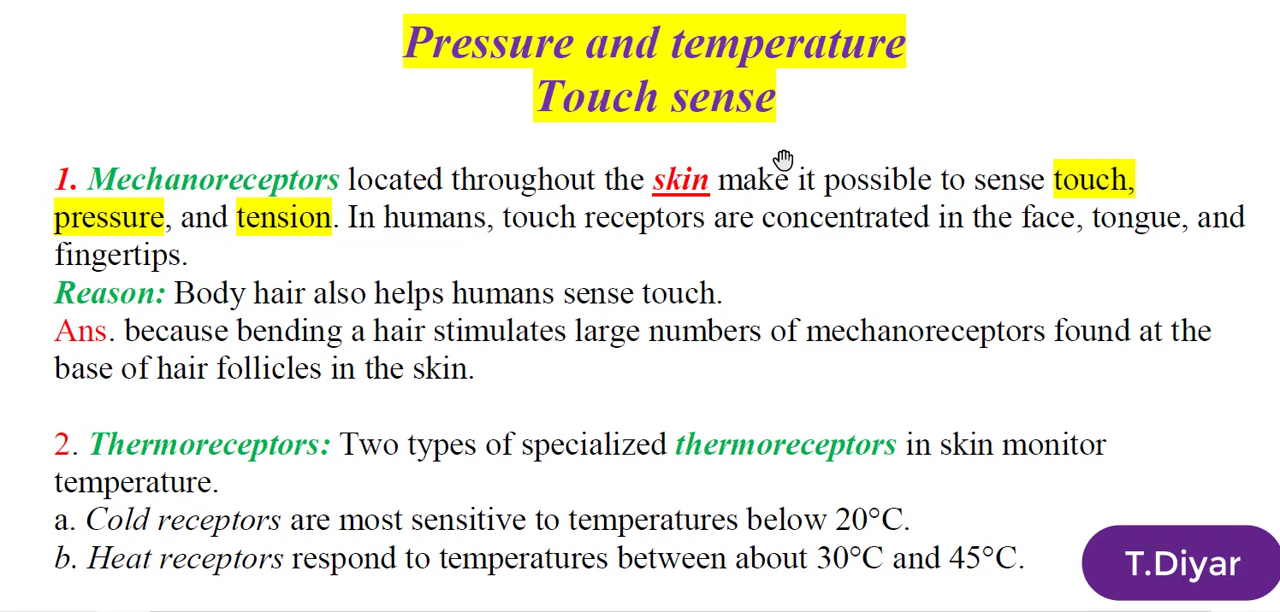 Pressure and temperature
Touch sense
1. Mechanoreceptors located throughout the skin make it possible to sense touch,
pressure, and tension. In humans, touch receptors are concentrated in the face, tongue, and
fingertips.
Reason: Body hair also helps humans sense touch.
Ans. because bending a hair stimulates large numbers of mechanoreceptors found at the
base of hair follicles in the skin.
2. Thermoreceptors: Two types of specialized thermoreceptors in skin monitor
temperature.
a. Cold receptors are most sensitive to temperatures below 20°C.
b. Heat receptors respond to temperatures between about 30°C and 45°C.
T.Diyar